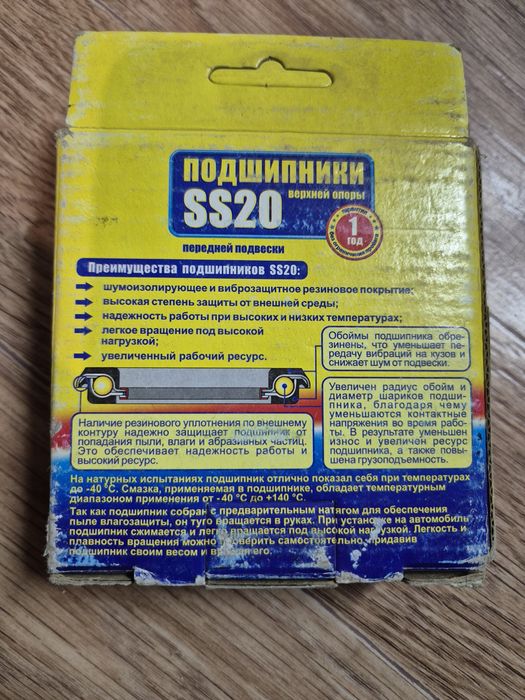 ПОДШИПНИКИ
верхней опоры
SS20
гарантия
1
ГОД
без ограничения пробега
передней подвески
Преимущества подшипников SS20:
шумоизолирующее и виброзащитное резиновое покрытие;
высокая степень защиты от внешней среды;
надежность работы при высоких и низких температурах;
легкое вращение под высокой
нагрузкой;
увеличенный рабочий ресурс.
Обоймы подшипника обре-
зинены, что уменьшает пе-
редачу вибраций на кузов и
снижает шум от подвески.
Увеличен радиус обойм и
диаметр шариков подши-
пника, благодаря чему
уменьшаются контактные
напряжения во время рабо-
ты. В результате уменьшен
износ и увеличен ресурс
подшипника, а также повы-
шена грузоподъемность.
Наличие резинового уплотнения по внешнему
контуру надежно защищает подшипник от
попадания пыли, влаги и абразивных частиц.
Это обеспечивает надежность работы и
высокий ресурс.
На натурных испытаниях подшипник отлично показал себя при температурах
до -40 °С. Смазка, применяемая в подшипнике, обладает температурным
диапазоном применения от -40 °С до +140 °С.
Так как подшипник собран с предварительным натягом для обеспечения
пыле влагозащиты, он туго вращается в руках. При установке на автомобиль
подшипник сжимается и легко вращается под высокой нагрузкой. Легкость и
плавность вращения можно проверить самостоятельно, придавив
подшипник своим весом и вращая его.